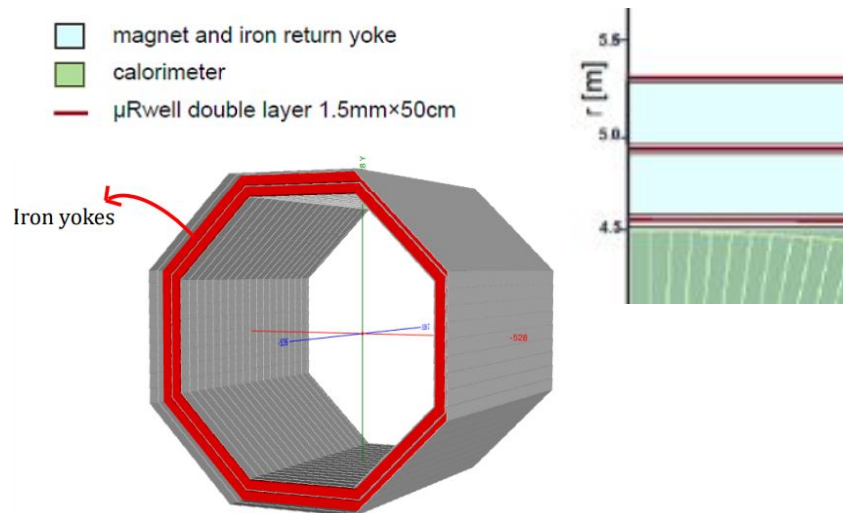 magnet and iron return yoke
calorimeter
μRwell double layer 1.5mm×50cm
Iron yokes
8 Y
-528
r [m]
5.5
5.0
4.5